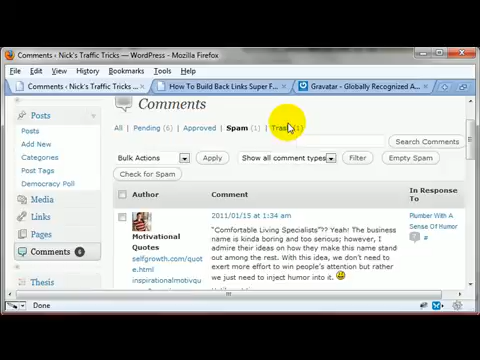 Comments ‹ Nick's Traffic Tricks — WordPress - Mozilla Firefox
File Edit View History Bookmarks Tools Help
Comments ‹ Nick's Traffic Tricks ... × How To Build Back Links Super F... × Gravatar - Globally Recognized A... ×
Comments
Posts
All | Pending (6) | Approved | Spam (1) | Trash (1)
Posts
Add New
Search Comments
Categories
Bulk Actions Apply Show all comment types Filter Empty Spam
Post Tags
Check for Spam
Democracy Poll
Media
Author Comment In Response To
Links
2011/01/15 at 1:34 am
Plumber With A Sense Of Humor
Pages
#
Comments 6
Motivational Quotes
"Comfortable Living Specialists"?? Yeah! The business
name is kinda boring and too serious; however, I
admire their ideas on how they make this name stand
selfgrowth.com/quote.html
out among the rest. With this idea, we don't need to
exert more effort to win people's attention but rather
inspirationalmotivqu
we just need to inject humor into it.
Thesis
Done